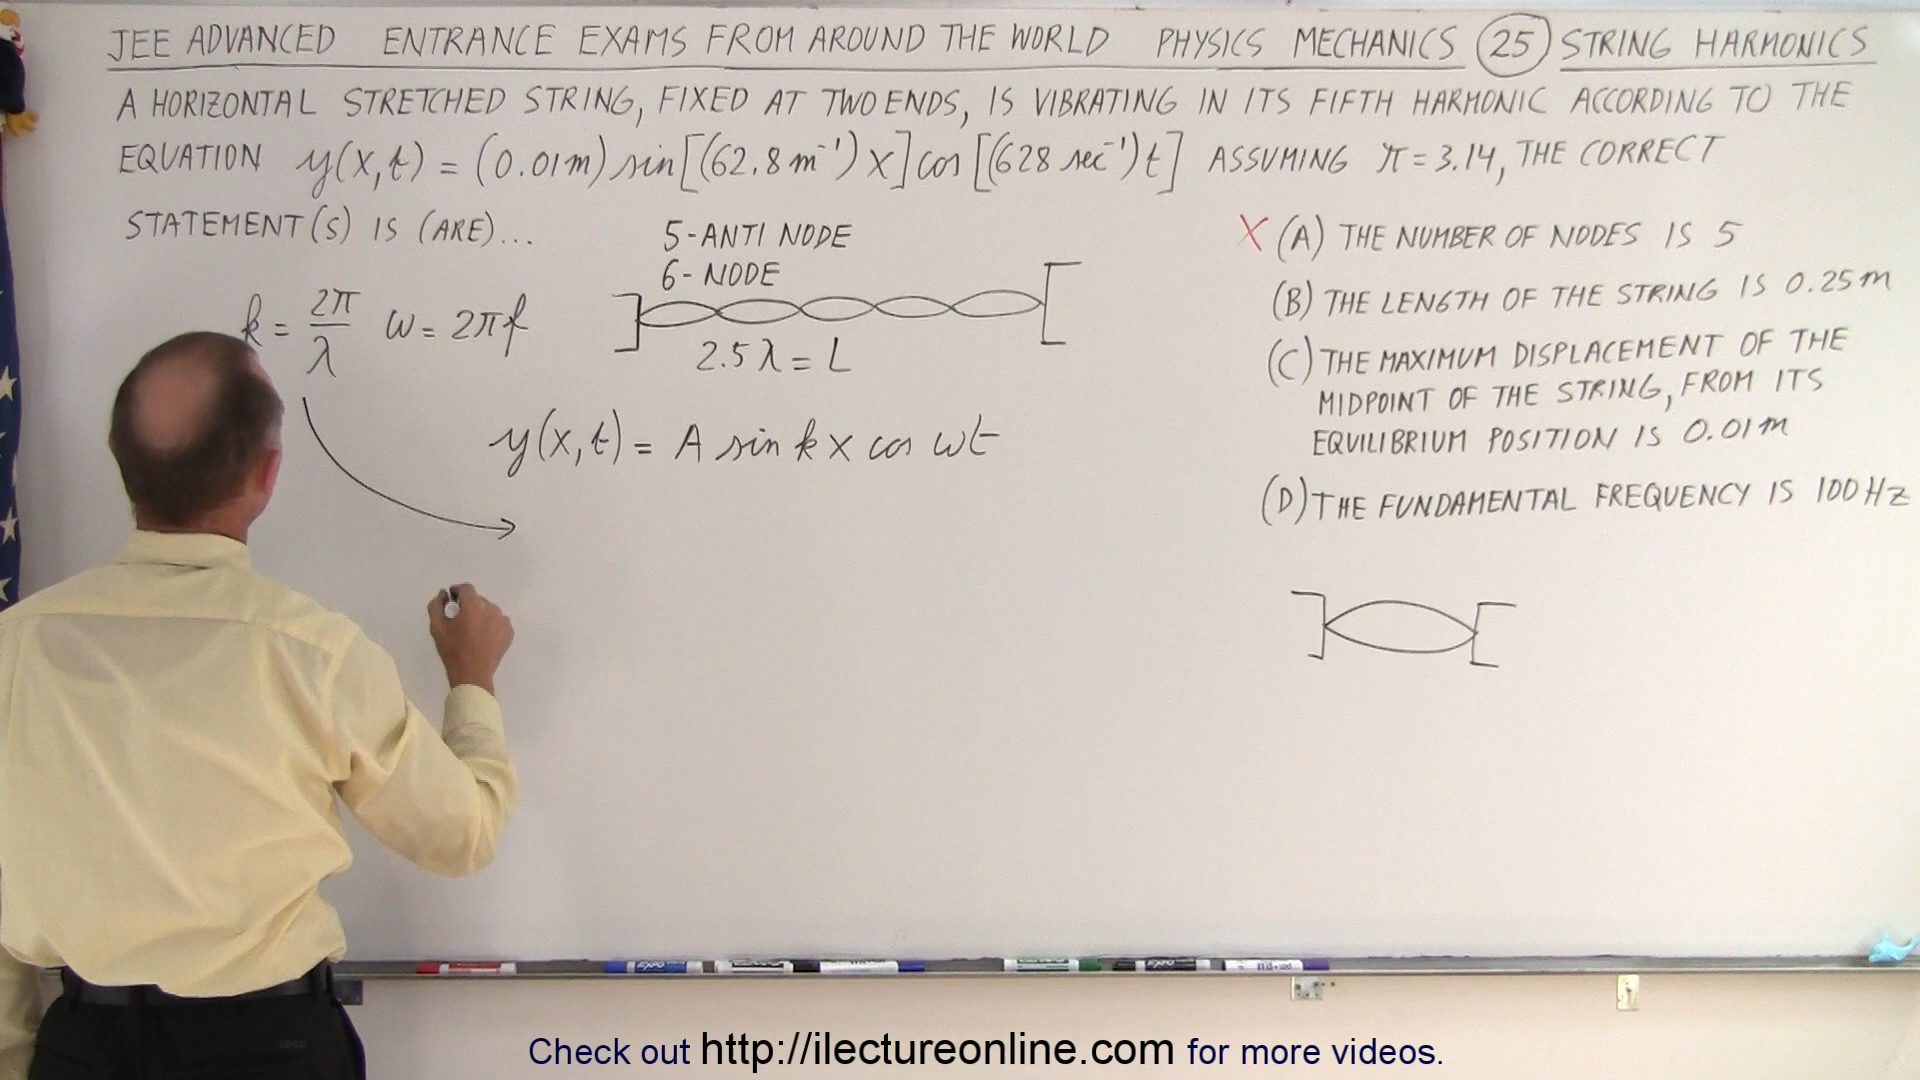 JEE ADVANCED ENTRANCE EXAMS FROM AROUND THE WORLD PHYSICS MECHANICS 25 STRING HARMONICS
A HORIZONTAL STRETCHED STRING, FIXED AT TWO ENDS, IS VIBRATING IN ITS FIFTH HARMONIC ACCORDING TO THE
EQUATION y(x,t) = (0.01m) sin[(62.8 m⁻¹) x] cos [(628 sec⁻¹) t] ASSUMING π = 3.14, THE CORRECT
STATEMENT(S) IS (ARE)...
5-ANTI NODE
6- NODE
k = 2π/λ ω = 2πf
2.5 λ = L
y(x,t) = A sin k x cos ωt
X (A) THE NUMBER OF NODES IS 5
(B) THE LENGTH OF THE STRING IS 0.25 m
(C) THE MAXIMUM DISPLACEMENT OF THE
MIDPOINT OF THE STRING, FROM ITS
EQUILIBRIUM POSITION IS 0.01 m
(D) THE FUNDAMENTAL FREQUENCY IS 100 Hz
Check out http://ilectureonline.com for more videos.